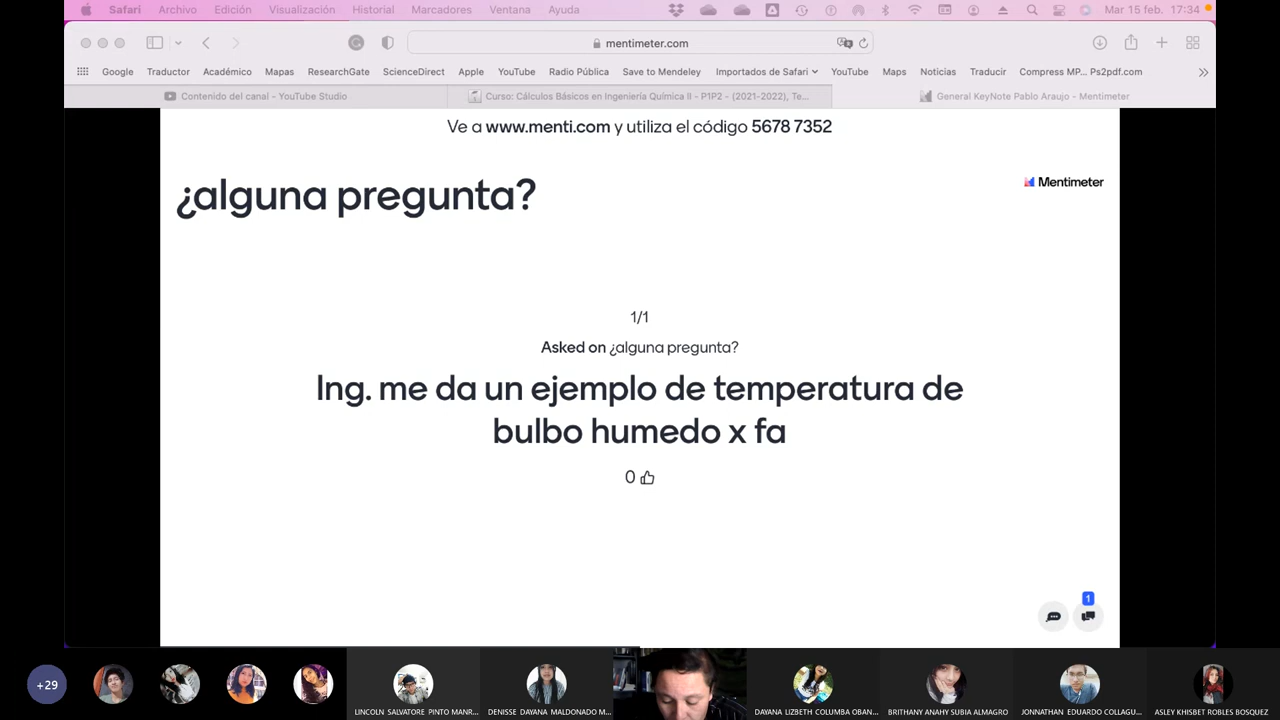 Safari Archivo Edición Visualización Historial Marcadores Ventana Ayuda Mar 15 feb. 17:34
mentimeter.com
Google Traductor Académico Mapas ResearchGate ScienceDirect Apple YouTube Radio Pública Save to Mendeley Importados de Safari YouTube Maps Noticias Traducir Compress MP... Ps2pdf.com
Contenido del canal - YouTube Studio Curso: Cálculos Básicos en Ingeniería Química II - P1P2 - (2021-2022), Te... General KeyNote Pablo Araujo - Mentimeter
Ve a www.menti.com y utiliza el código 5678 7352
¿alguna pregunta?
Mentimeter
1/1
Asked on ¿alguna pregunta?
Ing. me da un ejemplo de temperatura de
bulbo humedo x fa
0
1
+29
LINCOLN_SALVATORE PINTO MANR... DENISSE DAYANA MALDONADO M... DAYANA LIZBETH COLUMBA OBAN... BRITHANY ANAHY SUBIA ALMAGRO JONNATHAN EDUARDO COLLAGU... ASLEY KHISBET ROBLES BOSQUEZ